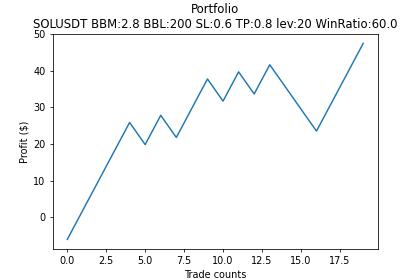 Portfolio
SOLUSDT BBM:2.8 BBL:200 SL:0.6 TP:0.8 lev:20 WinRatio:60.0
50
40
30
20
10
0
Profit ($)
0.0 2.5 5.0 7.5 10.0 12.5 15.0 17.5
Trade counts